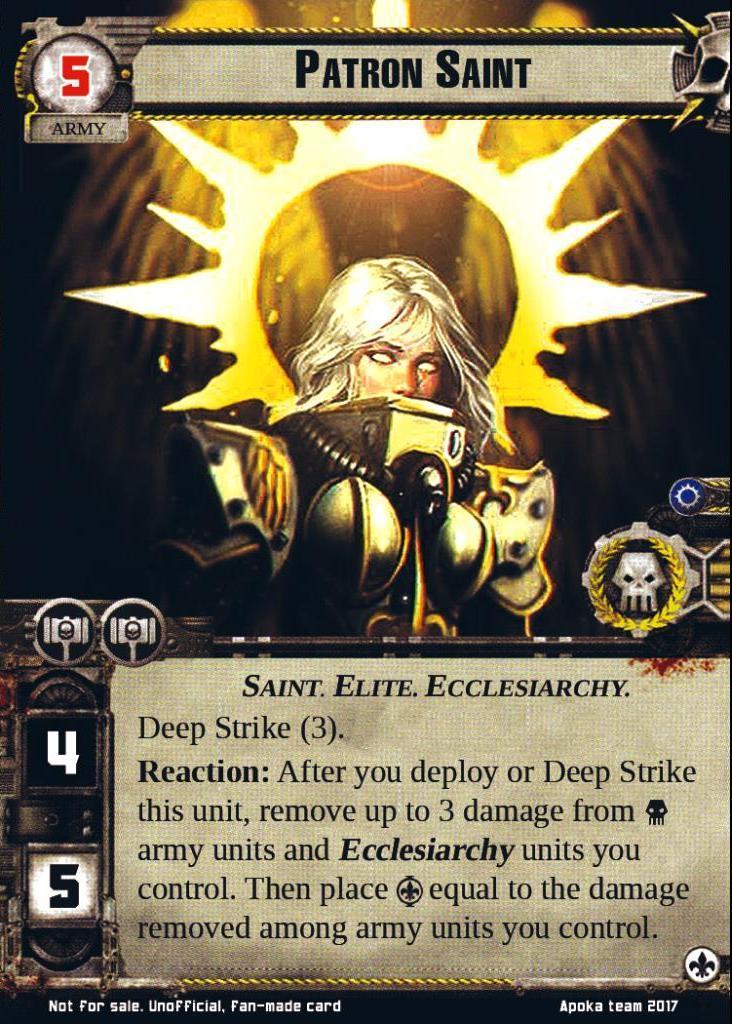 5
PATRON SAINT
ARMY
SAINT. ELITE. ECCLESIARCHY.
4
5
Deep Strike (3).
Reaction: After you deploy or Deep Strike
this unit, remove up to 3 damage from
army units and Ecclesiarchy units you
control. Then place equal to the damage
removed among army units you control.
Not for sale. Unofficial, Fan-made card
Apoka team 2017